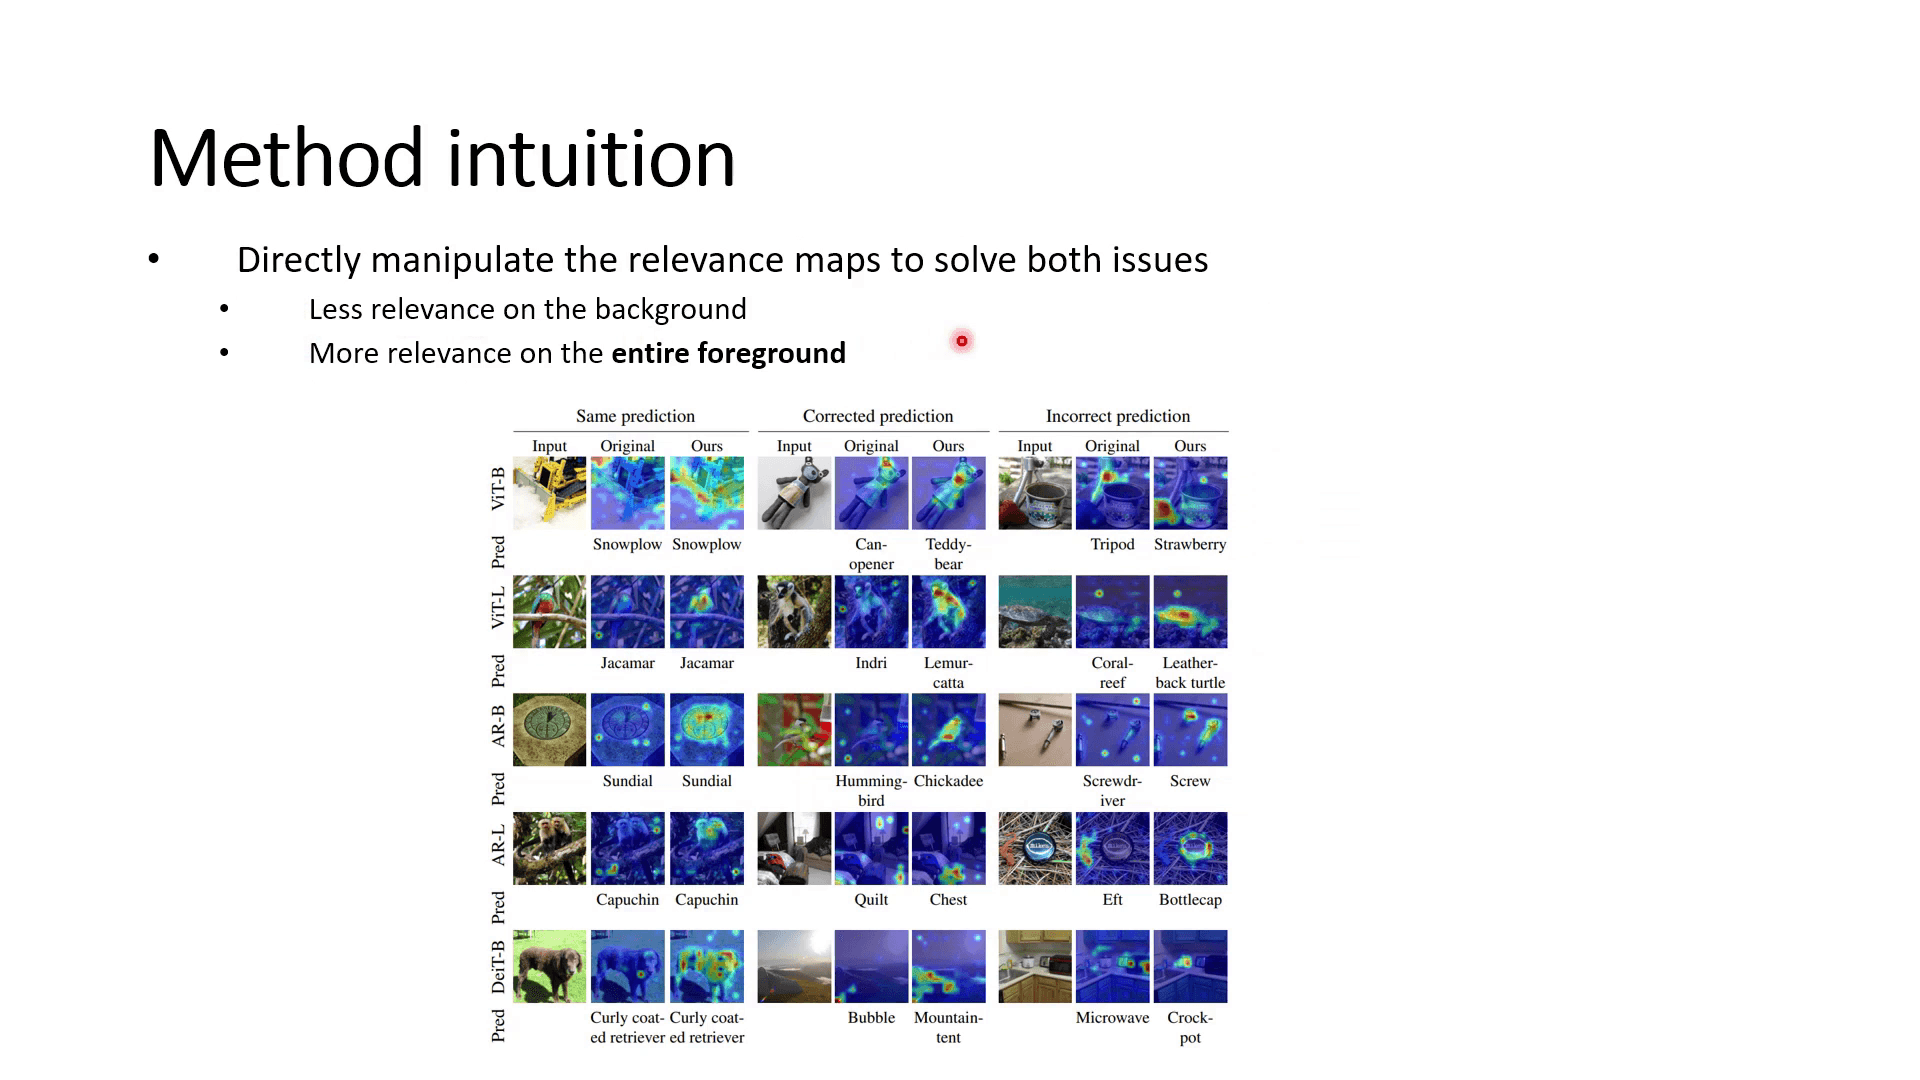 Method intuition
• Directly manipulate the relevance maps to solve both issues
• Less relevance on the background
• More relevance on the entire foreground
Same prediction Corrected prediction Incorrect prediction
Input Original Ours Input Original Ours Input Original Ours
ViT-B
Pred Snowplow Snowplow Can- Teddy- Tripod Strawberry
opener bear
ViT-L
Pred Jacamar Jacamar Indri Lemur- Coral- Leather-
catta reef back turtle
AR-B
Pred Sundial Sundial Humming- Chickadee Screwdr- Screw
bird iver
AR-L
Pred Capuchin Capuchin Quilt Chest Eft Bottlecap
DeiT-B
Pred Curly coat- Curly coat- Bubble Mountain- Microwave Crock-
ed retriever ed retriever tent pot